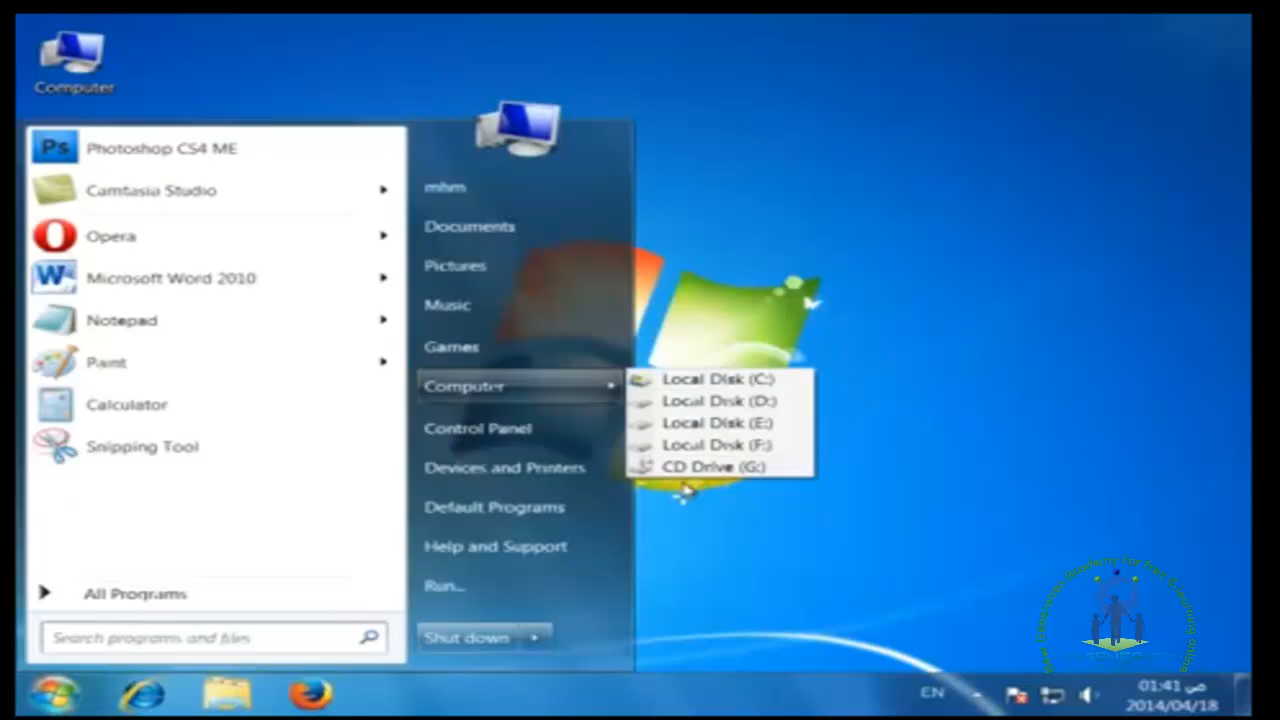 Computer
Ps
Photoshop CS4 ME
Camtasia Studio
Opera
Microsoft Word 2010
Notepad
Paint
Calculator
Snipping Tool
All Programs
Search programs and files
mhm
Documents
Pictures
Music
Games
Computer
Control Panel
Devices and Printers
Default Programs
Help and Support
Run...
Shut down
Local Disk (C:)
Local Disk (D:)
Local Disk (E:)
Local Disk (F:)
CD Drive (G:)
EN
01:41 ص
2014/04/18